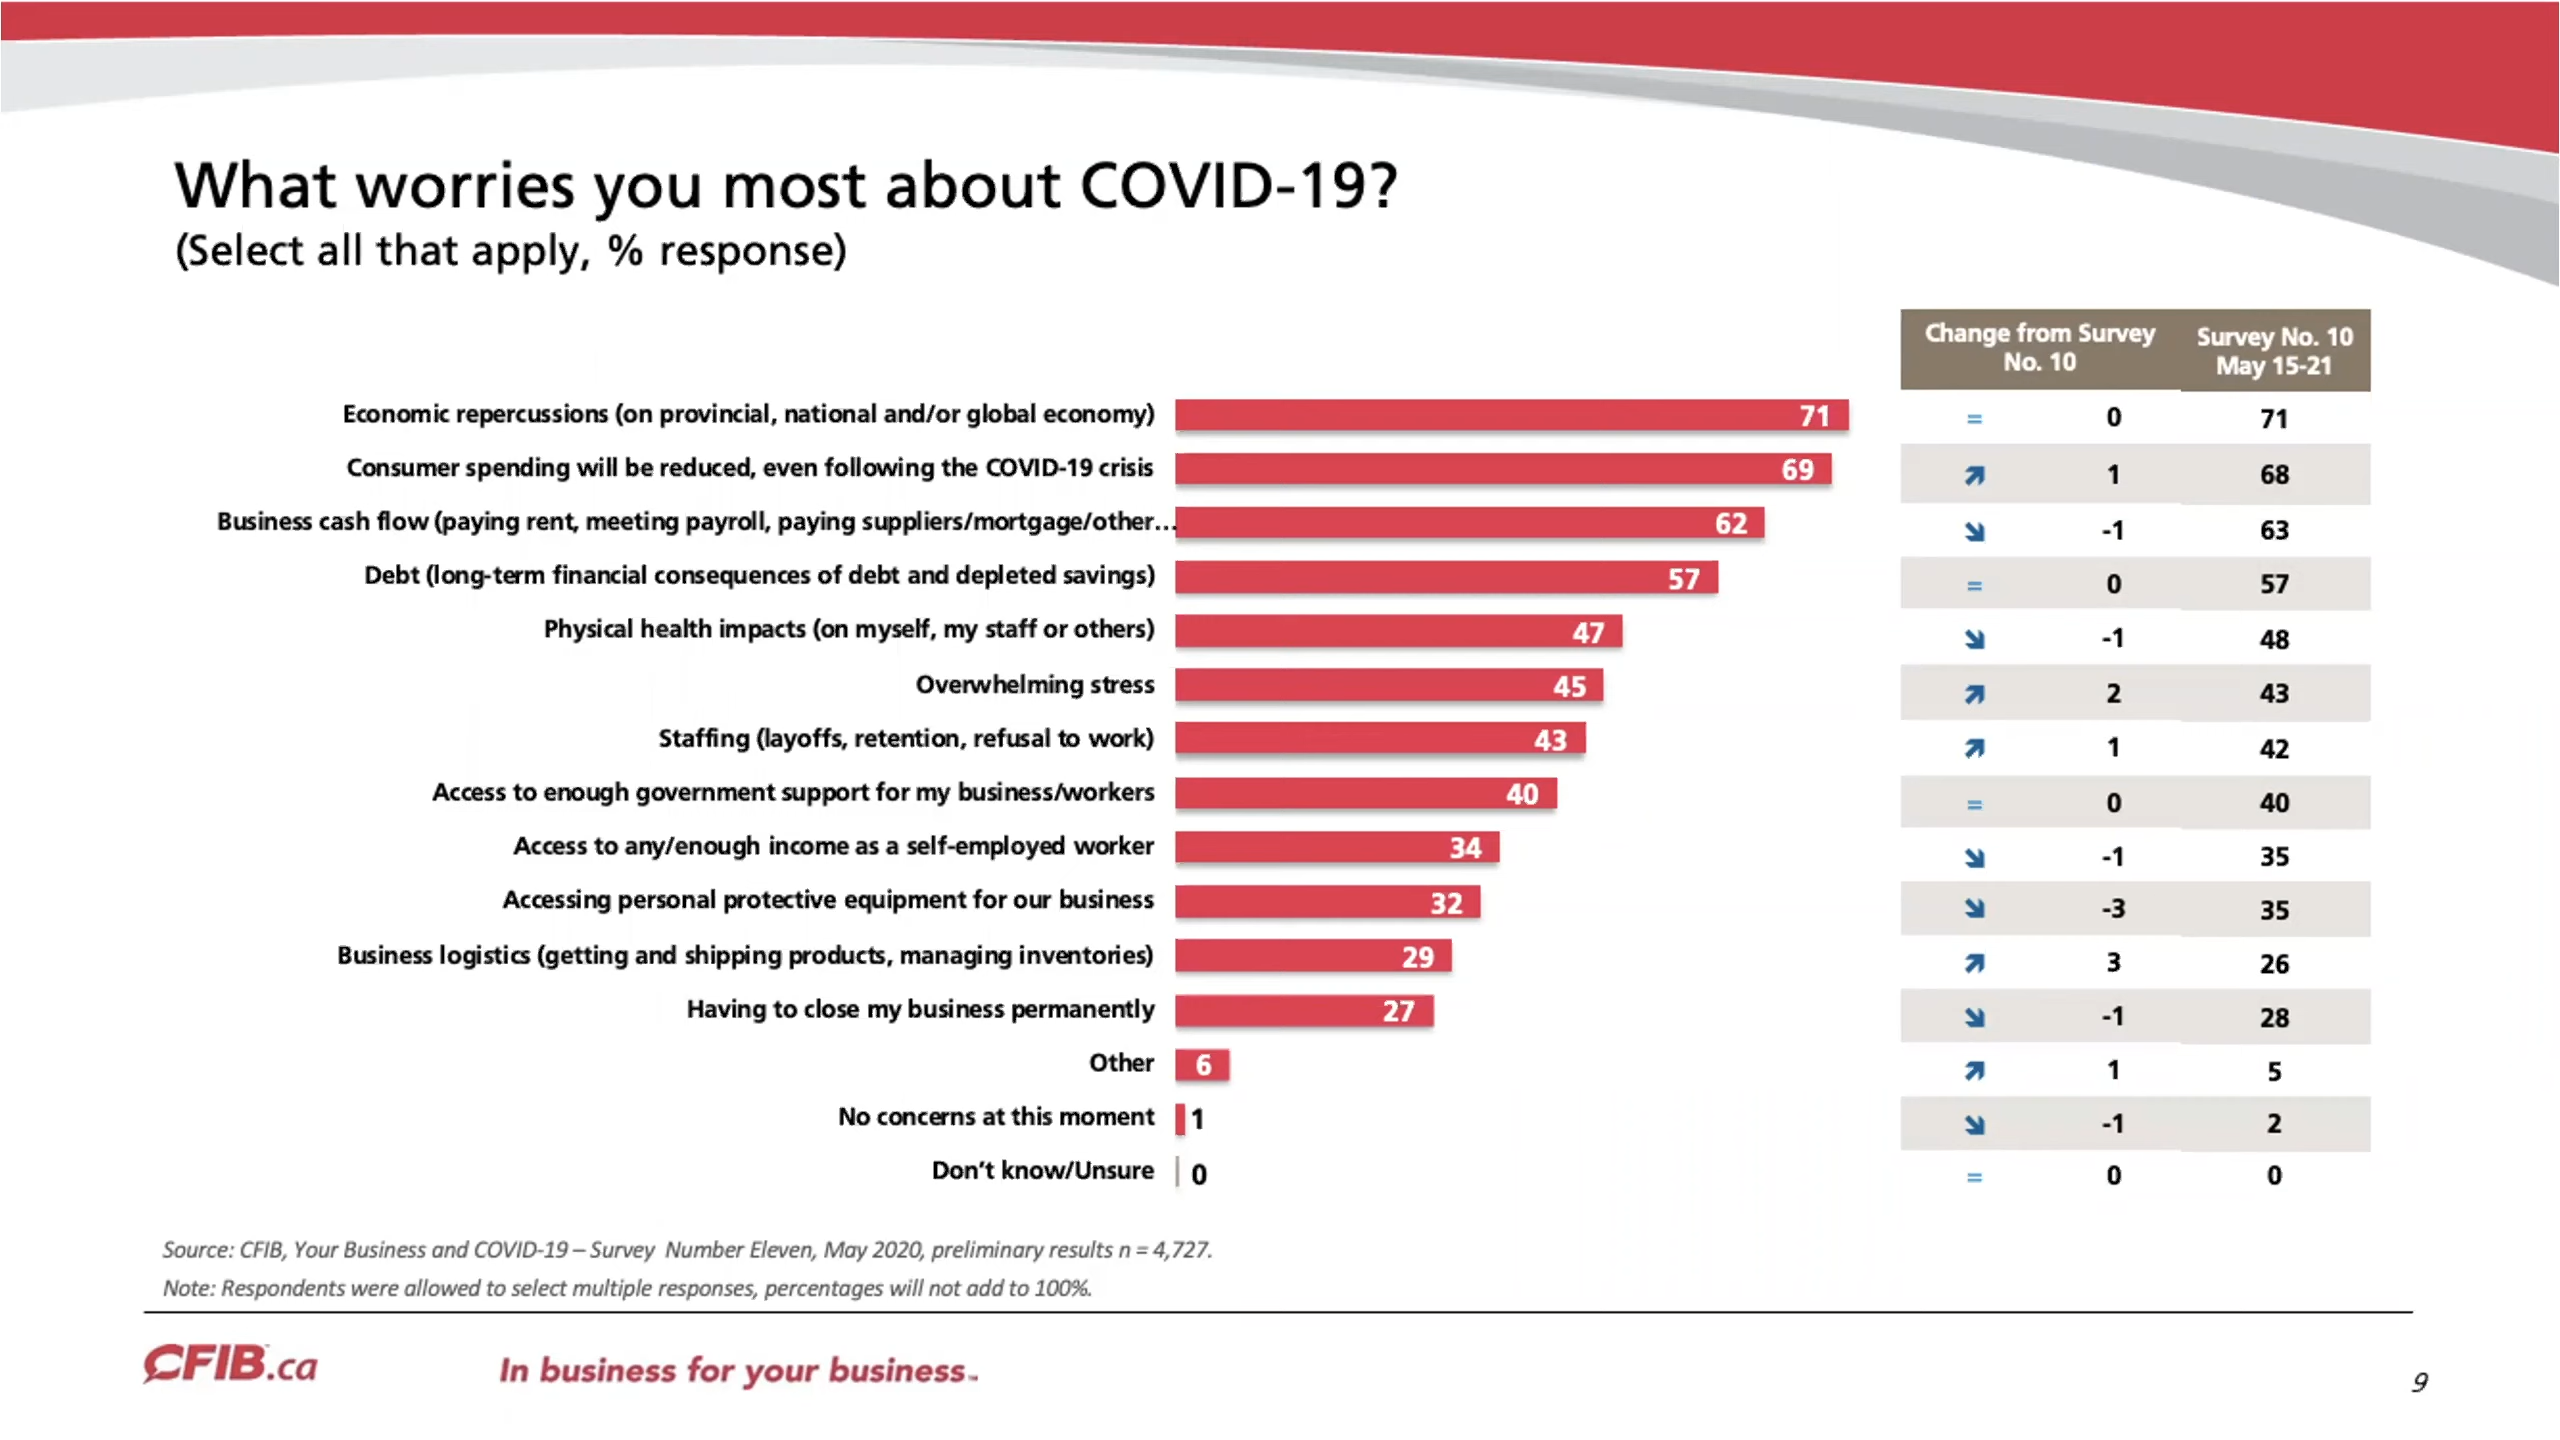 What worries you most about COVID-19?
(Select all that apply, % response)
Change from Survey
No. 10
Survey No. 10
May 15-21
Economic repercussions (on provincial, national and/or global economy) 71 = 0 71
Consumer spending will be reduced, even following the COVID-19 crisis 69 1 68
Business cash flow (paying rent, meeting payroll, paying suppliers/mortgage/other... 62 -1 63
Debt (long-term financial consequences of debt and depleted savings) 57 = 0 57
Physical health impacts (on myself, my staff or others) 47 -1 48
Overwhelming stress 45 2 43
Staffing (layoffs, retention, refusal to work) 43 1 42
Access to enough government support for my business/workers 40 = 0 40
Access to any/enough income as a self-employed worker 34 -1 35
Accessing personal protective equipment for our business 32 -3 35
Business logistics (getting and shipping products, managing inventories) 29 3 26
Having to close my business permanently 27 -1 28
Other 6 1 5
No concerns at this moment 1 -1 2
Don't know/Unsure 0 = 0 0
Source: CFIB, Your Business and COVID-19 – Survey Number Eleven, May 2020, preliminary results n = 4,727.
Note: Respondents were allowed to select multiple responses, percentages will not add to 100%.
CFIB.ca
In business for your business™
9